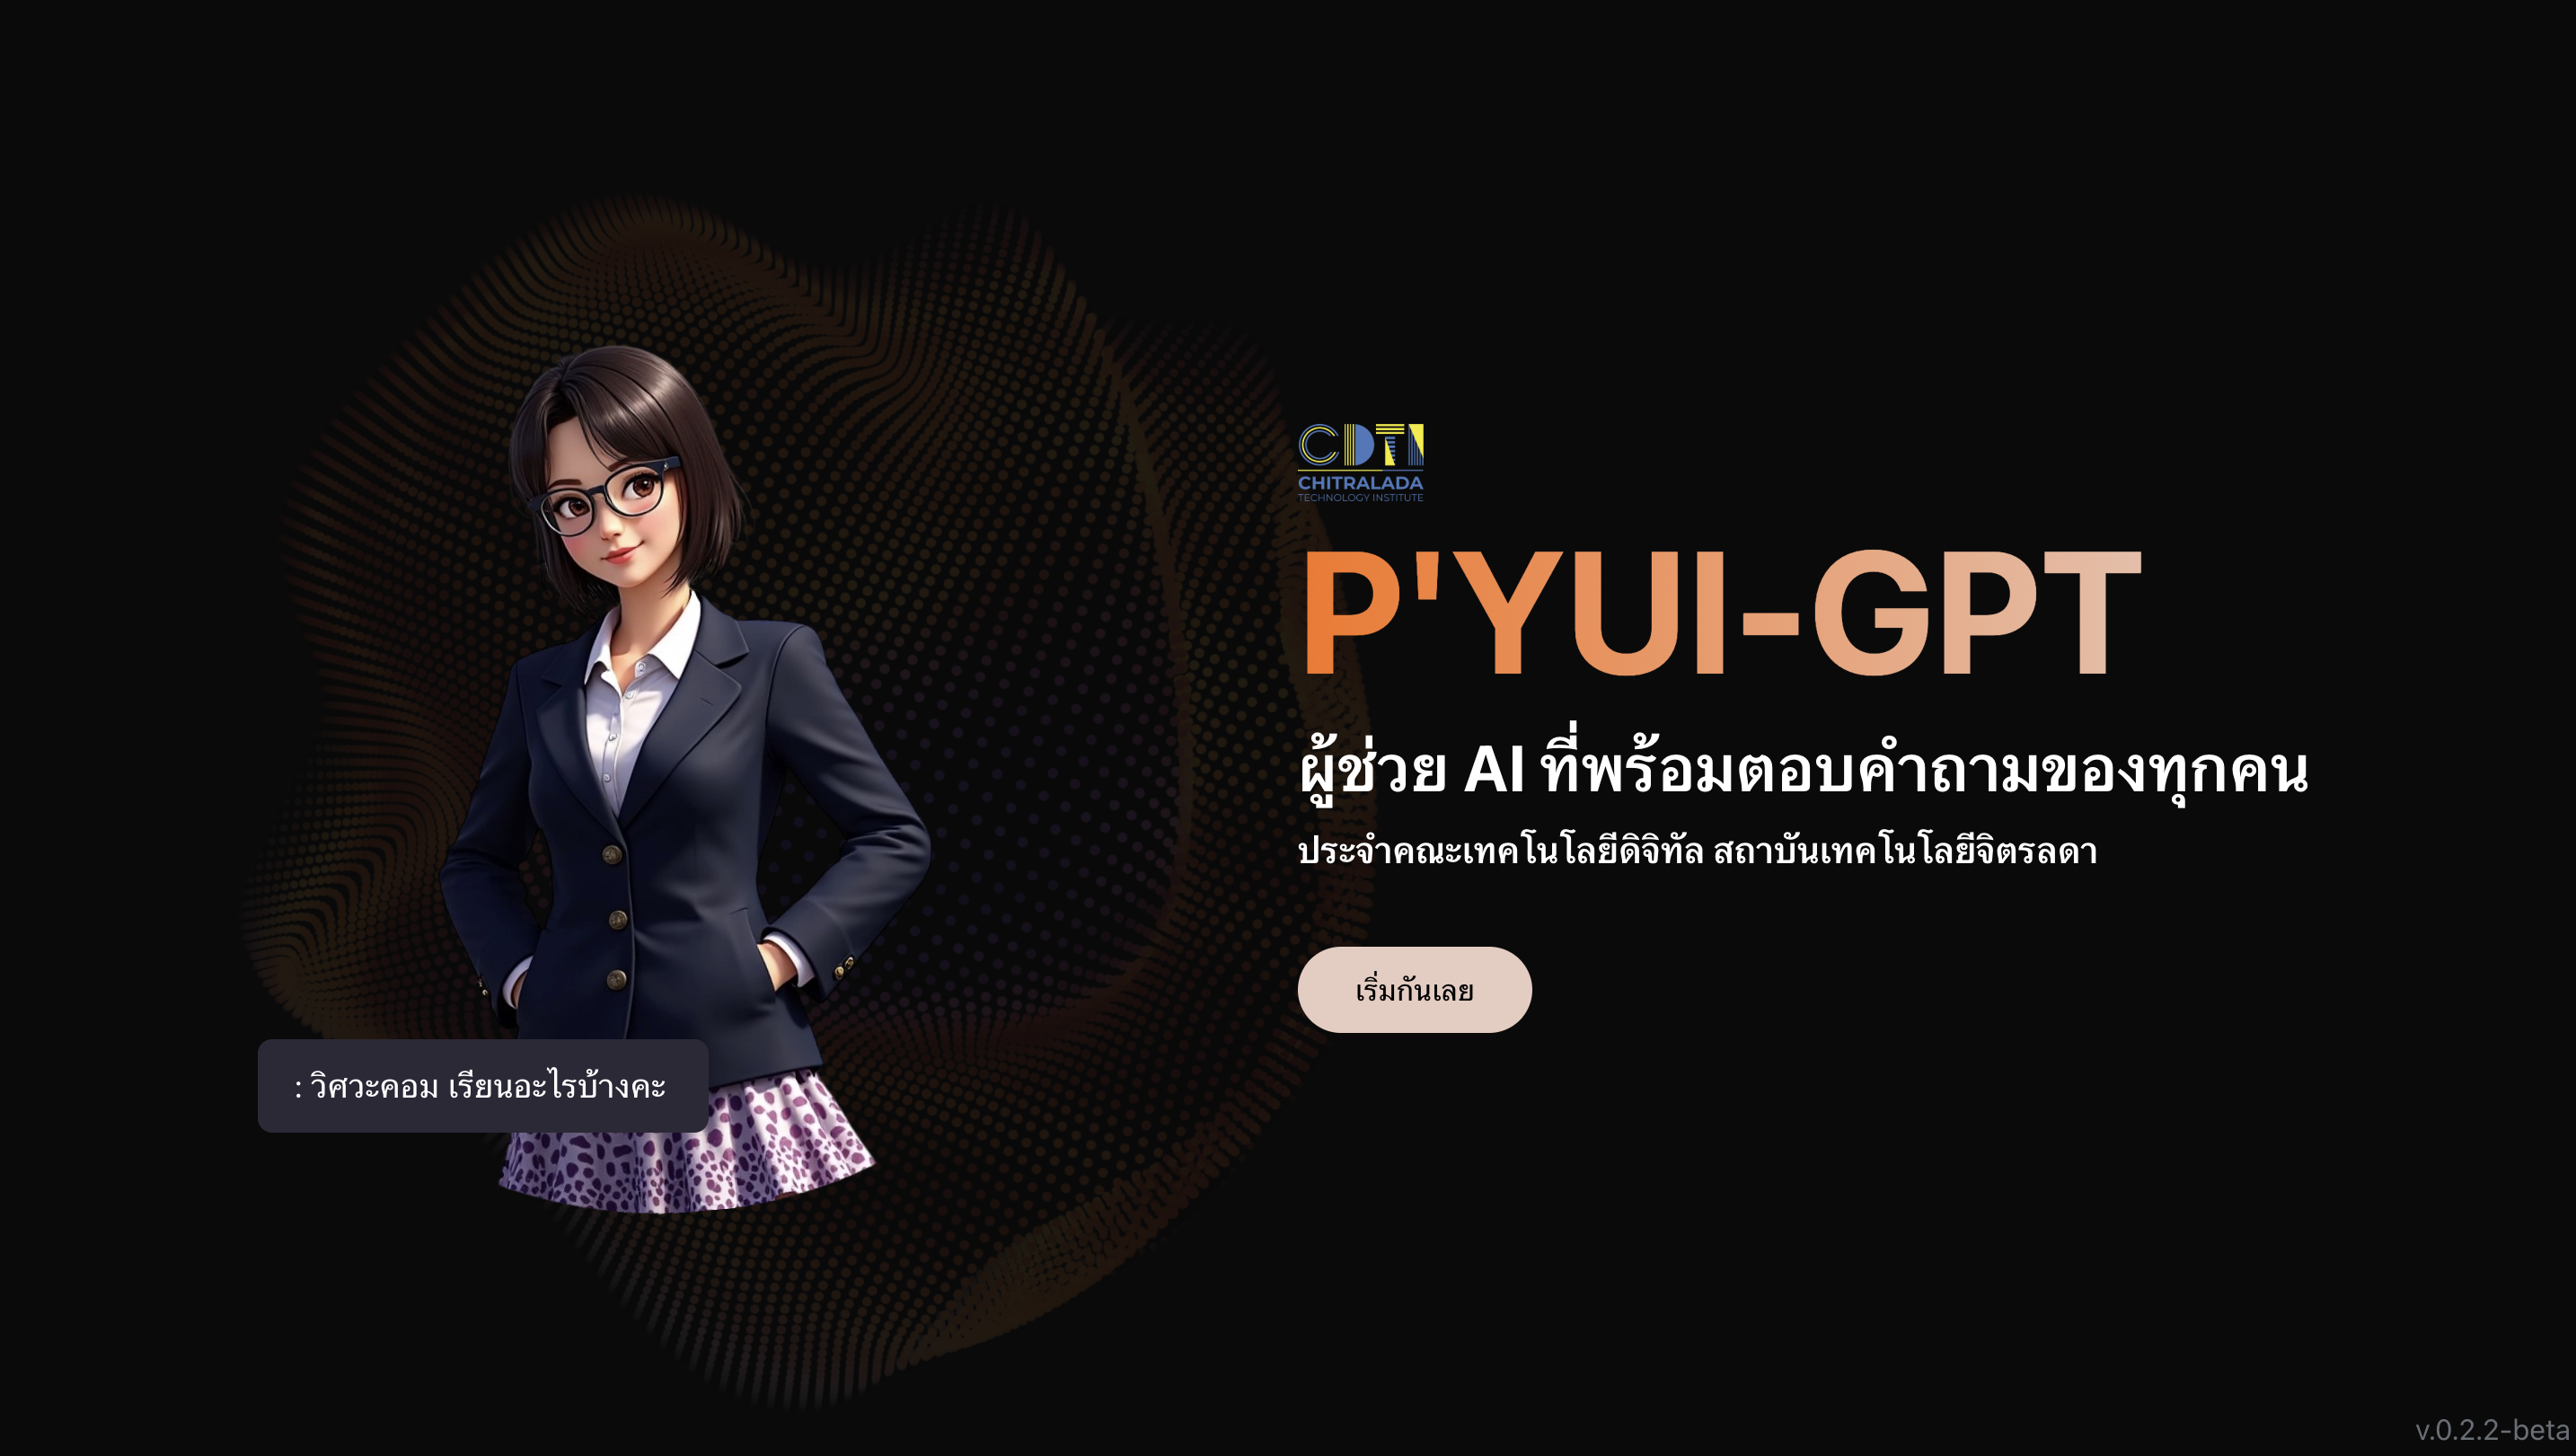 CDTI
CHITRALADA
TECHNOLOGY INSTITUTE
P'YUI-GPT
ผู้ช่วย AI ที่พร้อมตอบคำถามของทุกคน
ประจำคณะเทคโนโลยีดิจิทัล สถาบันเทคโนโลยีจิตรลดา
เริ่มกันเลย
: วิศวะคอม เรียนอะไรบ้างคะ
v.0.2.2-beta